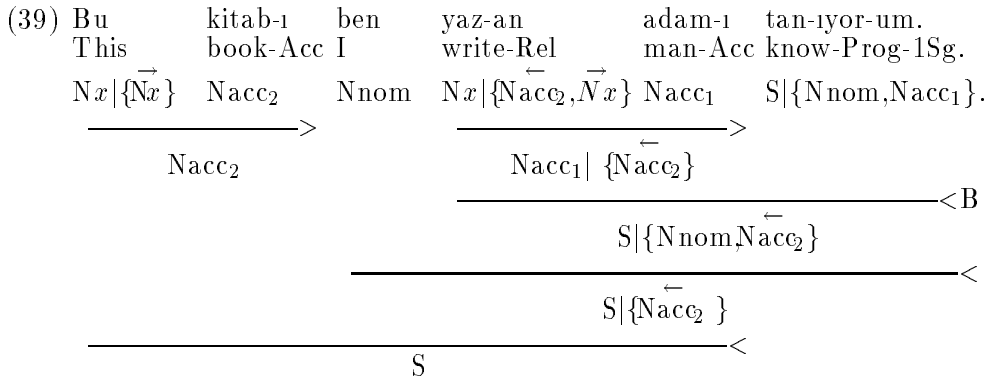 (39) Bu kitab-ı ben yaz-an adam-ı tan-ıyor-um.
This book-Acc I write-Rel man-Acc know-Prog-1Sg.
Nx|{N⃗x} Nacc₂ Nnom Nx|{N⃖acc₂,N⃗x} Nacc₁ S|{Nnom,Nacc₁}.
> >
Nacc₂ Nacc₁| {N⃖acc₂}
<B
S|{Nnom,N⃖acc₂}
<
S|{N⃖acc₂ }
<
S